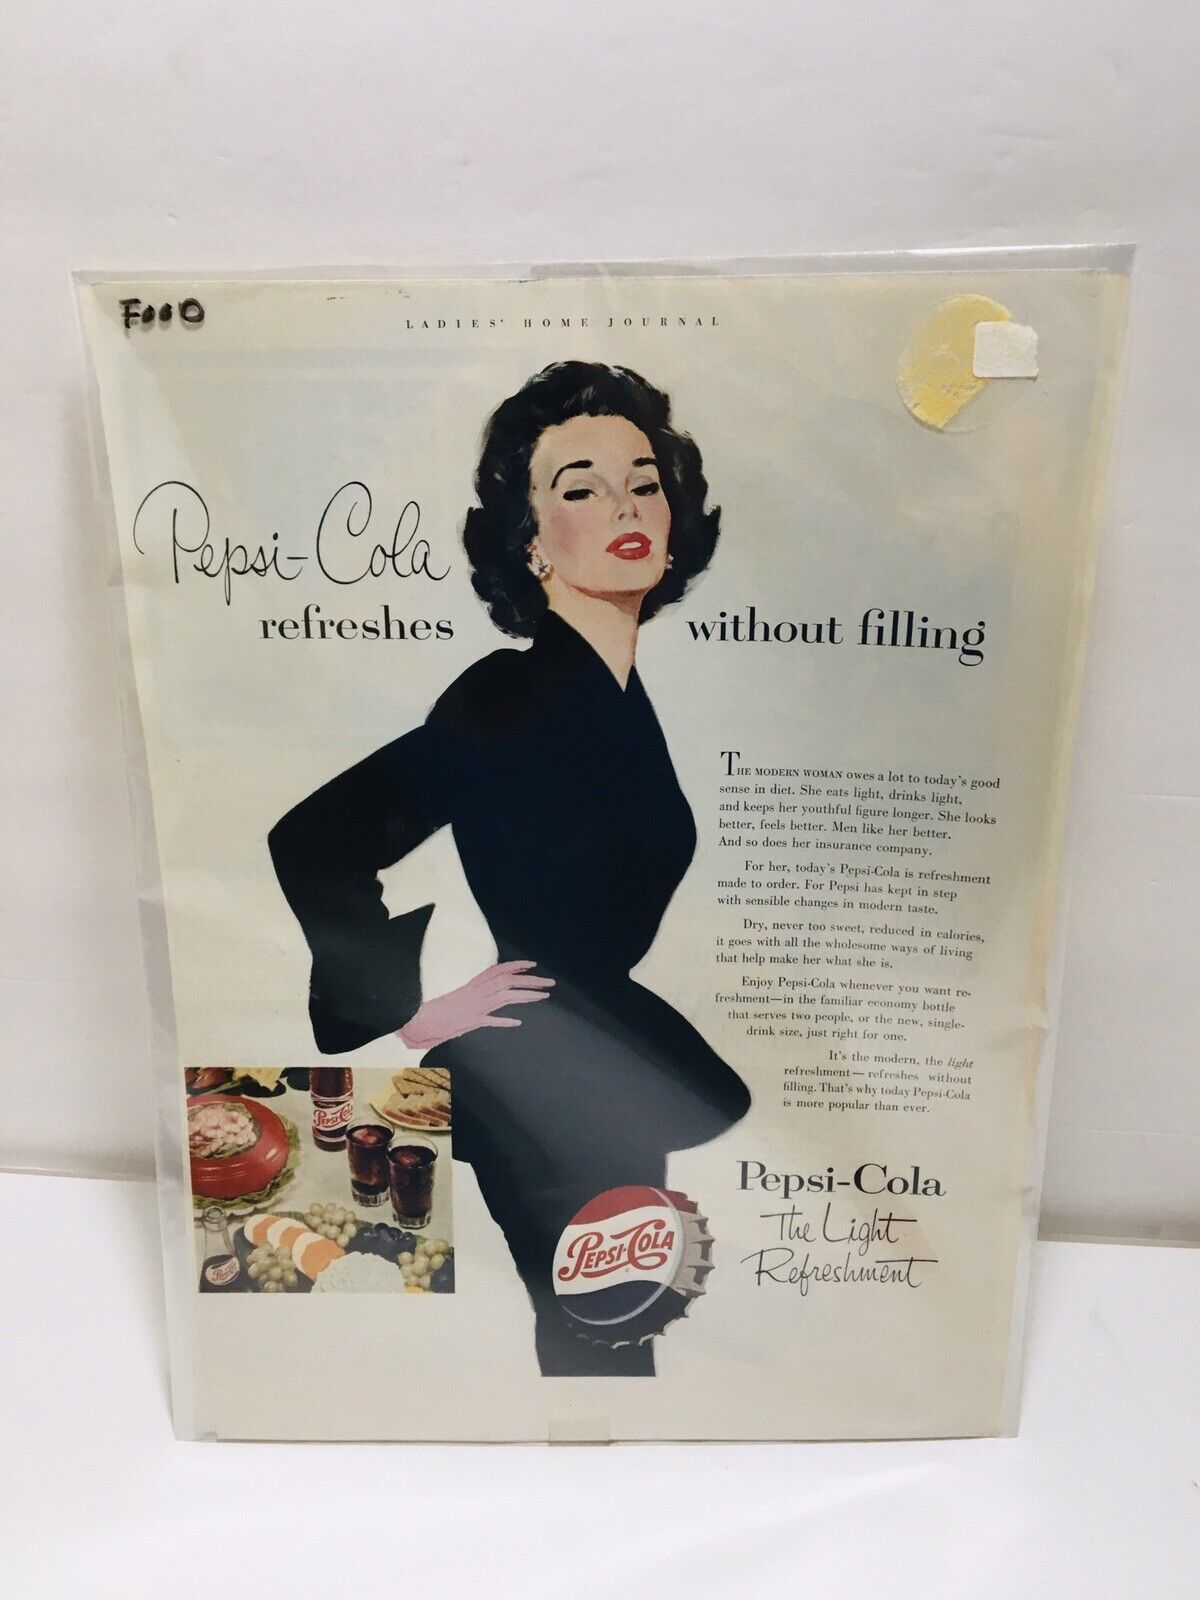 FOOD
LADIES' HOME JOURNAL
Pepsi-Cola
refreshes without filling
THE MODERN WOMAN owes a lot to today's good
sense in diet. She eats light, drinks light,
and keeps her youthful figure longer. She looks
better, feels better. Men like her better.
And so does her insurance company.
For her, today's Pepsi-Cola is refreshment
made to order. For Pepsi has kept in step
with sensible changes in modern taste.
Dry, never too sweet, reduced in calories,
it goes with all the wholesome ways of living
that help make her what she is.
Enjoy Pepsi-Cola whenever you want re-
freshment—in the familiar economy bottle
that serves two people, or the new, single-
drink size, just right for one.
It's the modern, the light
refreshment—refreshes without
filling. That's why today Pepsi-Cola
is more popular than ever.
PEPSI-COLA
PEPSI-COLA
Pepsi-Cola
The Light
Refreshment